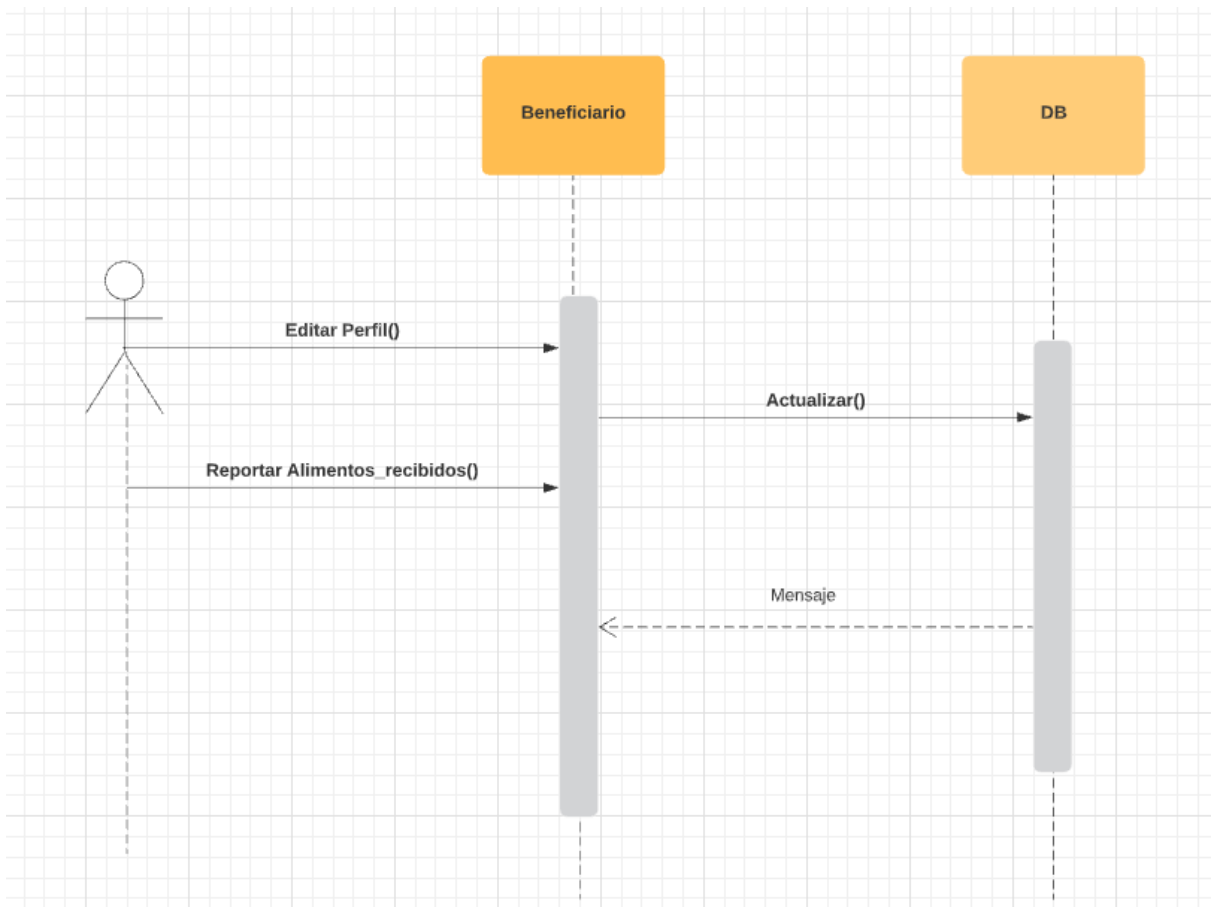 Beneficiario
DB
Editar Perfil()
Actualizar()
Reportar Alimentos_recibidos()
Mensaje